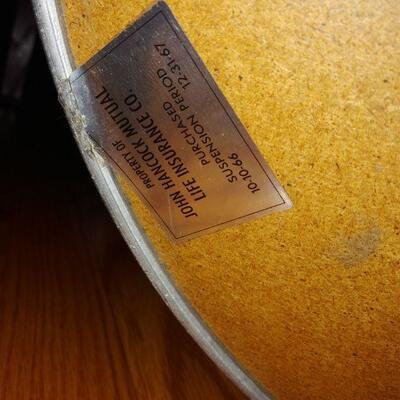 PROPERTY OF
JOHN HANCOCK MUTUAL
LIFE INSURANCE CO.
PURCHASED
SUSPENSION PERIOD
10-10-66 12-31-67